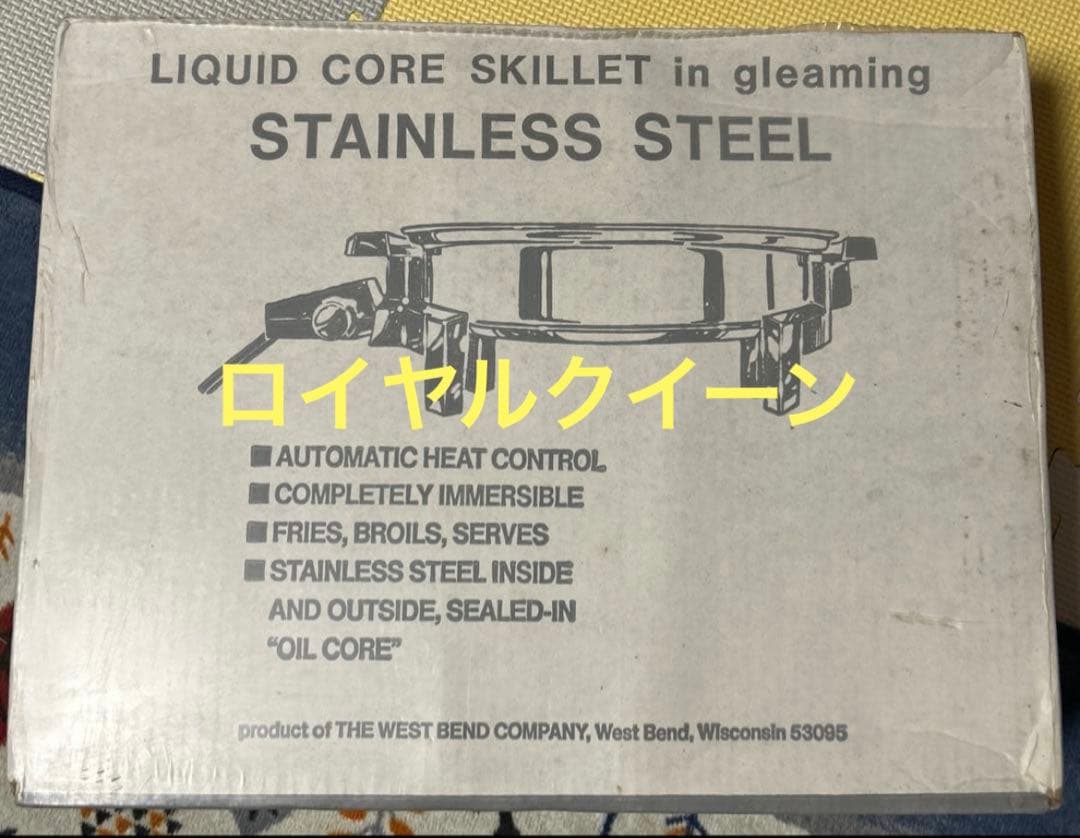 LIQUID CORE SKILLET in gleaming
STAINLESS STEEL
ロイヤルクイーン
■ AUTOMATIC HEAT CONTROL
■ COMPLETELY IMMERSIBLE
■ FRIES, BROILS, SERVES
■ STAINLESS STEEL INSIDE
AND OUTSIDE, SEALED-IN
“OIL CORE”
product of THE WEST BEND COMPANY, West Bend, Wisconsin 53095